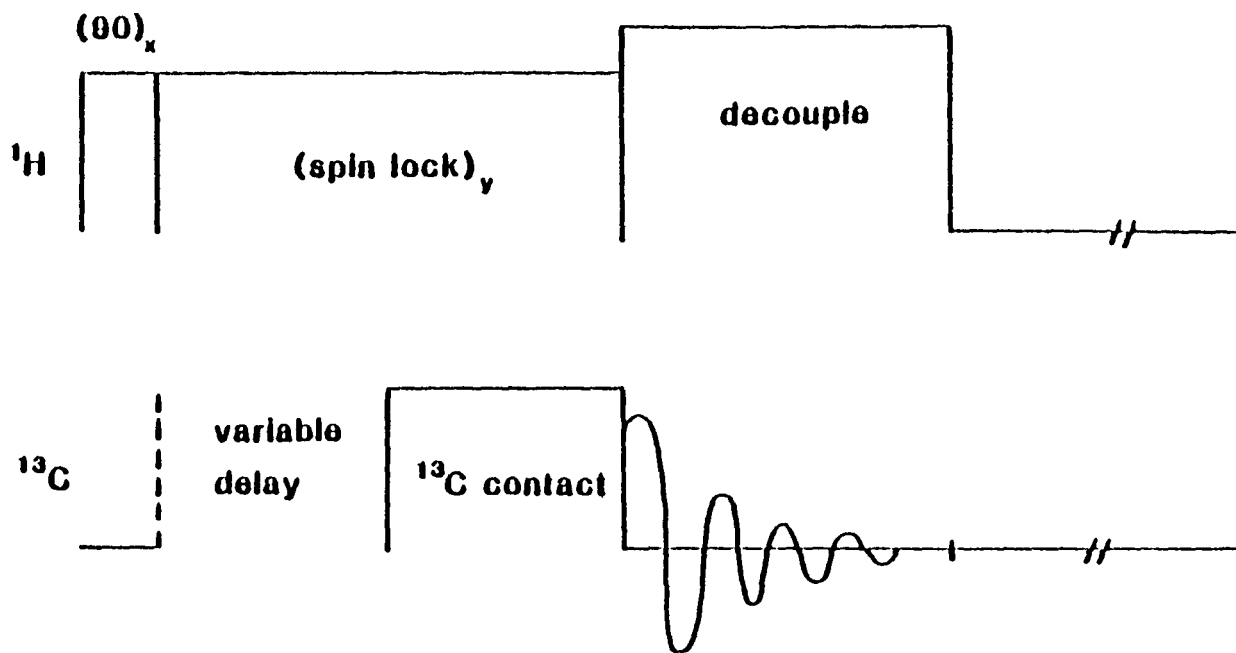 (90)x
1H
(spin lock)y
decouple
13C
variable
delay
13C contact